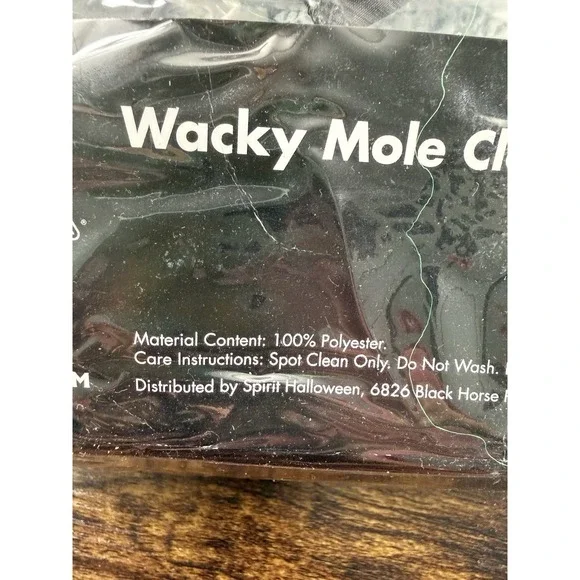 Wacky Mole Cl
®
Material Content: 100% Polyester.
Care Instructions: Spot Clean Only. Do Not Wash.
M
Distributed by Spirit Halloween, 6826 Black Horse